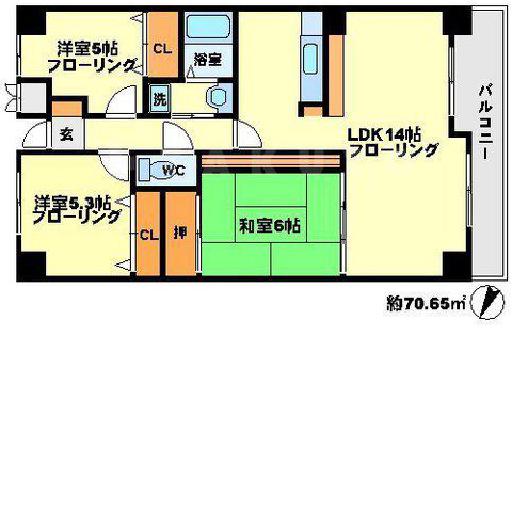 洋室5帖
フローリング
CL
浴室
洗
玄
LDK14帖
フローリング
バルコニー
WC
洋室5.3帖
フローリング
CL
押
和室6帖
約70.65㎡